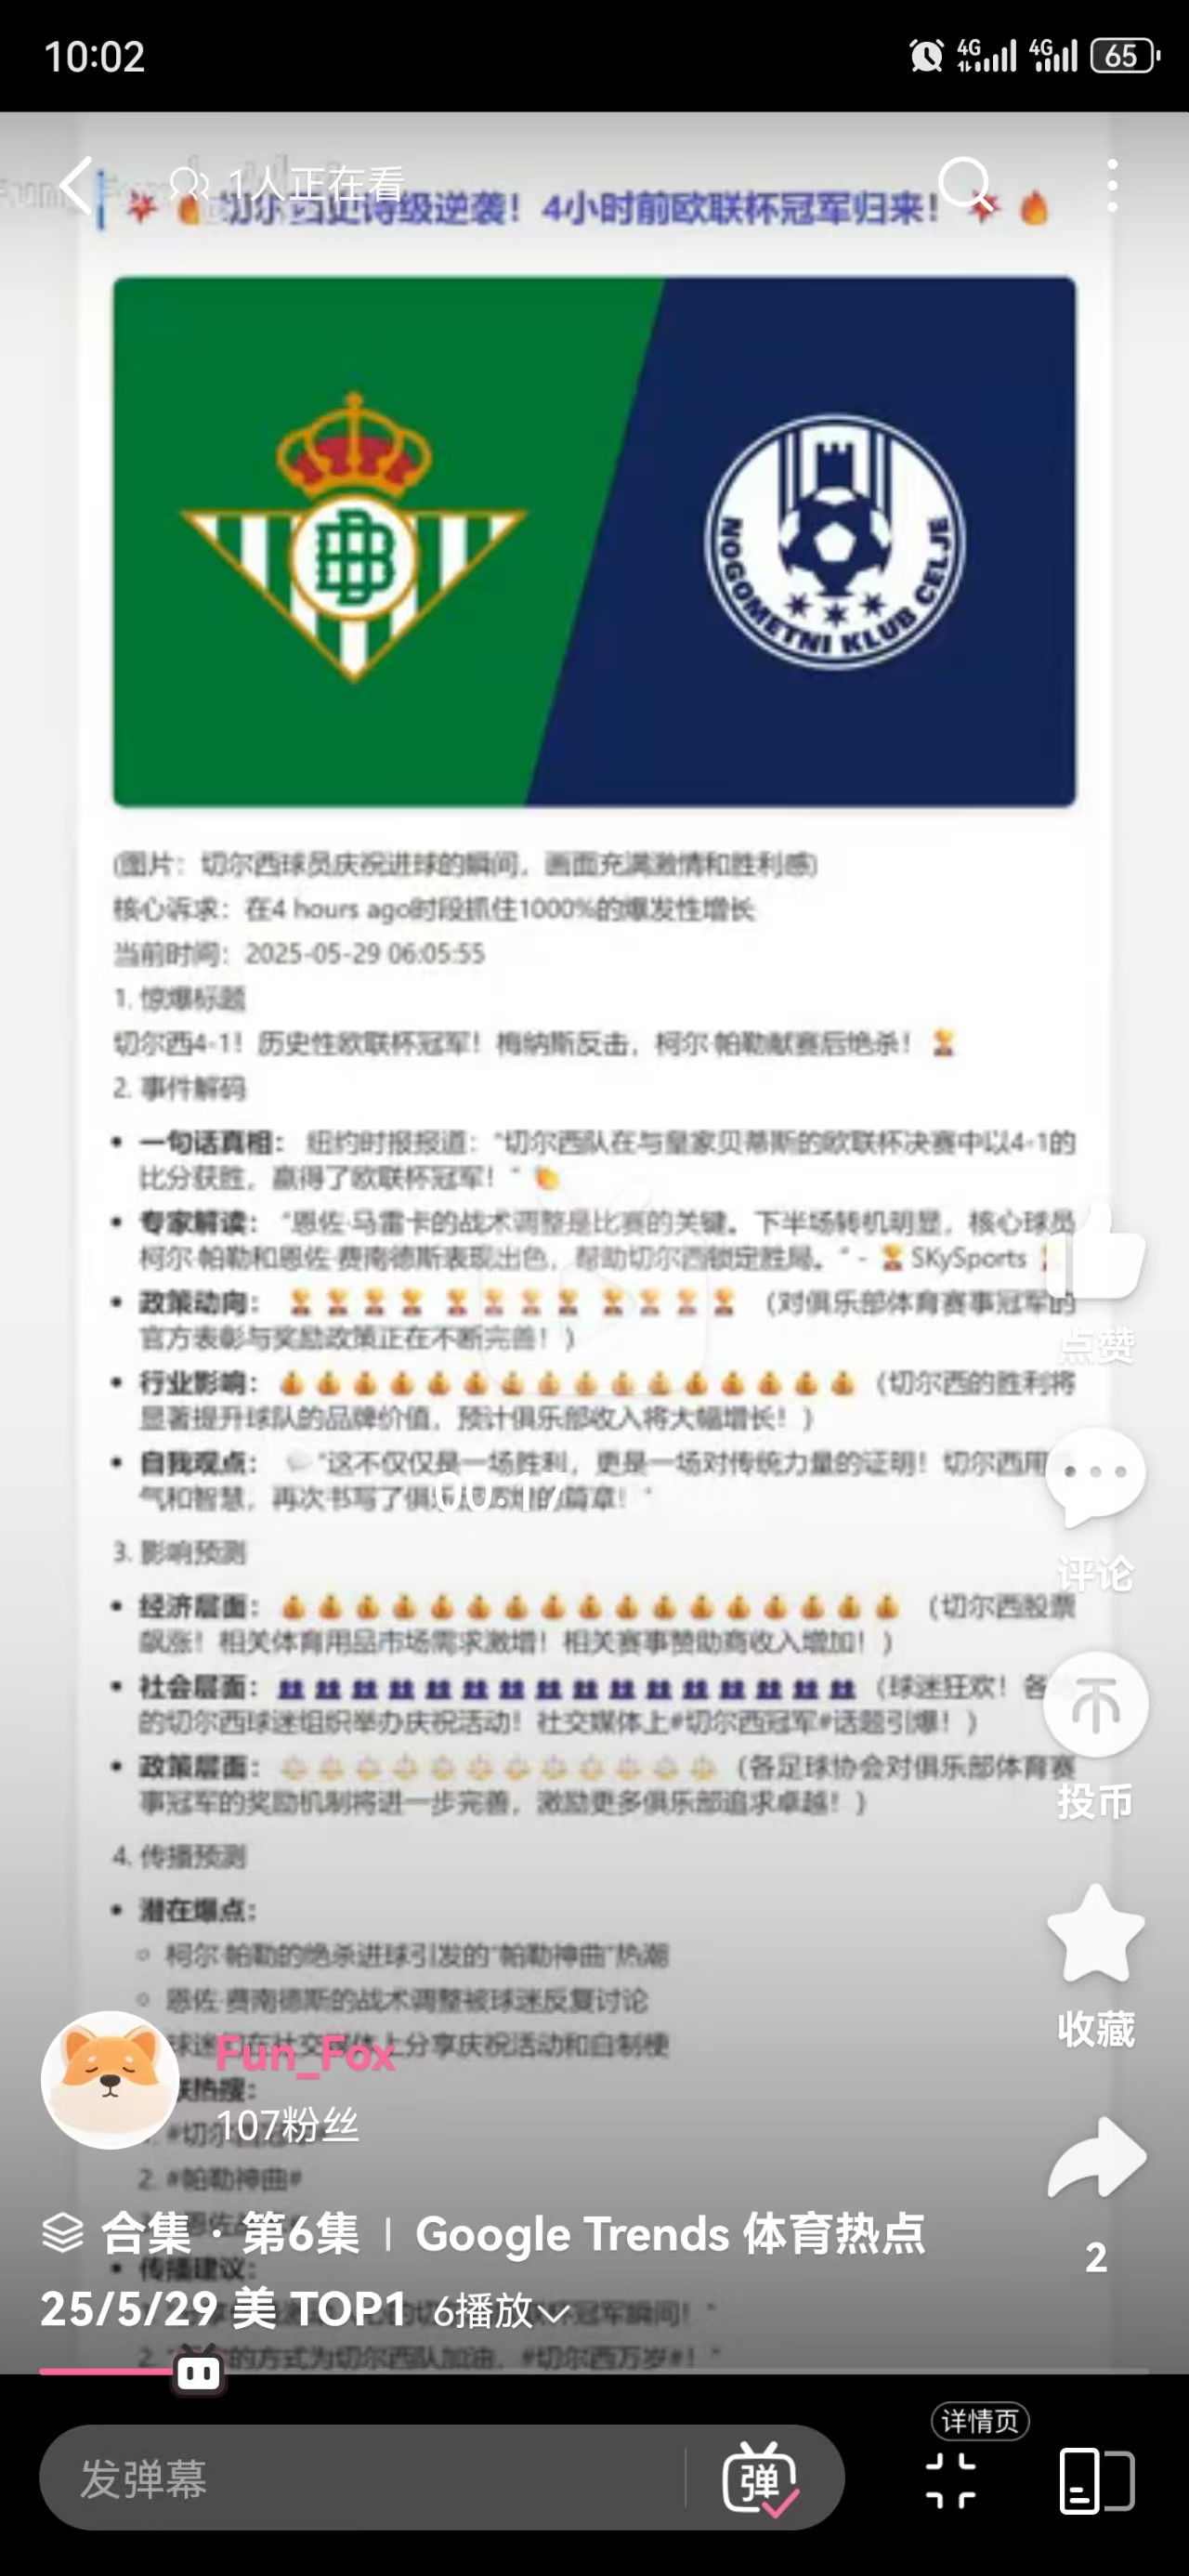 10:02
4G 4G 65
1人正在看
切尔西史诗级逆袭！4小时前欧联杯冠军归来！
NOGOMETNI KLUB CELJE
(图片：切尔西球员庆祝进球的瞬间，画面充满激情和胜利感)
核心诉求：在4 hours ago时段抓住1000%的爆发性增长
当前时间：2025-05-29 06:05:55
1. 惊爆标题
切尔西4-1！历史性欧联杯冠军！梅纳斯反击，柯尔·帕勒献赛后绝杀！🏆
2. 事件解码
• 一句话真相：纽约时报报道："切尔西队在与皇家贝蒂斯的欧联杯决赛中以4-1的
比分获胜，赢得了欧联杯冠军！"
• 专家解读："恩佐·马雷卡的战术调整是比赛的关键。下半场转机明显，核心球员
柯尔·帕勒和恩佐·费南德斯表现出色，帮助切尔西锁定胜局。" - 🏆 SKySports
• 政策动向：🏆🏆🏆🏆🏆🏆🏆🏆🏆🏆🏆🏆（对俱乐部体育赛事冠军的
官方表彰与奖励政策正在不断完善！）
• 行业影响：💰💰💰💰💰💰💰💰💰💰💰💰💰💰💰💰（切尔西的胜利将
显著提升球队的品牌价值，预计俱乐部收入将大幅增长！）
• 自我观点："这不仅仅是一场胜利，更是一场对传统力量的证明！切尔西用
气和智慧，再次书写了俱 的篇章！"
00:17
点赞
评论
3. 影响预测
• 经济层面：💰💰💰💰💰💰💰💰💰💰💰💰💰💰💰💰💰（切尔西股票
飙涨！相关体育用品市场需求激增！相关赛事赞助商收入增加！）
• 社会层面：👥👥👥👥👥👥👥👥👥👥👥👥👥👥👥👥（球迷狂欢！各
的切尔西球迷组织举办庆祝活动！社交媒体上#切尔西冠军#话题引爆！）
• 政策层面：（各足球协会对俱乐部体育赛
事冠军的奖励机制将进一步完善，激励更多俱乐部追求卓越！）
投币
4. 传播预测
• 潜在爆点：
○ 柯尔·帕勒的绝杀进球引发的"帕勒神曲"热潮
○ 恩佐·费南德斯的战术调整被球迷反复讨论
球迷 在社交媒体上分享庆祝活动和自制梗
收藏
Fun_Fox
热搜：
107粉丝
#切尔
2. #帕勒神曲#
合集 · 第6集 | Google Trends 体育热点
• 传播建议：
2
25/5/29 美 TOP1 6播放
冠军瞬间！"
2. 的方式为切尔西队加油，#切尔西万岁#！"
发弹幕
弹
详情页